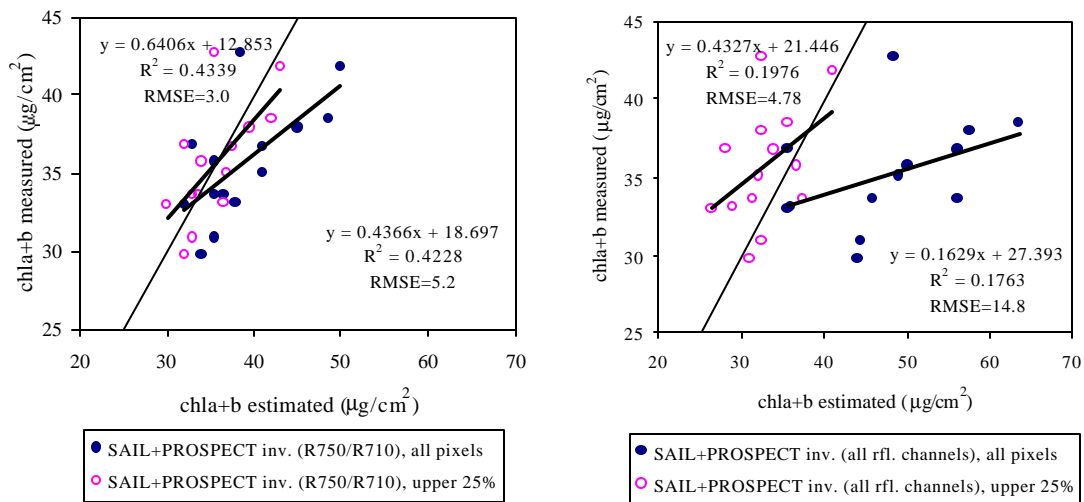 45
40
35
30
25
20
30
40
50
60
70
chla+b measured (μg/cm²)
chla+b estimated (μg/cm²)
y = 0.6406x + 12.853
R² = 0.4339
RMSE=3.0
y = 0.4366x + 18.697
R² = 0.4228
RMSE=5.2
SAIL+PROSPECT inv. (R750/R710), all pixels
SAIL+PROSPECT inv. (R750/R710), upper 25%
45
40
35
30
25
20
30
40
50
60
70
chla+b measured (μg/cm²)
chla+b estimated (μg/cm²)
y = 0.4327x + 21.446
R² = 0.1976
RMSE=4.78
y = 0.1629x + 27.393
R² = 0.1763
RMSE=14.8
SAIL+PROSPECT inv. (all rfl. channels), all pixels
SAIL+PROSPECT inv. (all rfl. channels), upper 25%